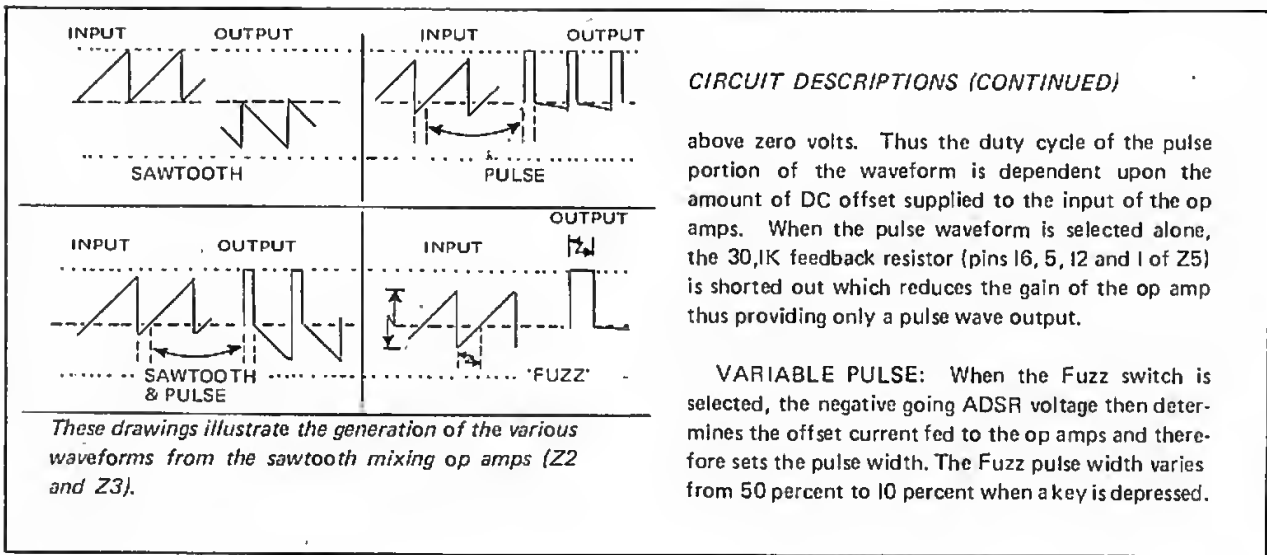 INPUT OUTPUT
SAWTOOTH
INPUT OUTPUT
&
PULSE
INPUT OUTPUT
SAWTOOTH
& PULSE
INPUT
OUTPUT
'FUZZ'
These drawings illustrate the generation of the various
waveforms from the sawtooth mixing op amps (Z2
and Z3).
CIRCUIT DESCRIPTIONS (CONTINUED)
above zero volts. Thus the duty cycle of the pulse
portion of the waveform is dependent upon the
amount of DC offset supplied to the input of the op
amps. When the pulse waveform is selected alone,
the 30,1K feedback resistor (pins 16, 5, 12 and 1 of Z5)
is shorted out which reduces the gain of the op amp
thus providing only a pulse wave output.
VARIABLE PULSE: When the Fuzz switch is
selected, the negative going ADSR voltage then deter-
mines the offset current fed to the op amps and there-
fore sets the pulse width. The Fuzz pulse width varies
from 50 percent to 10 percent when a key is depressed.